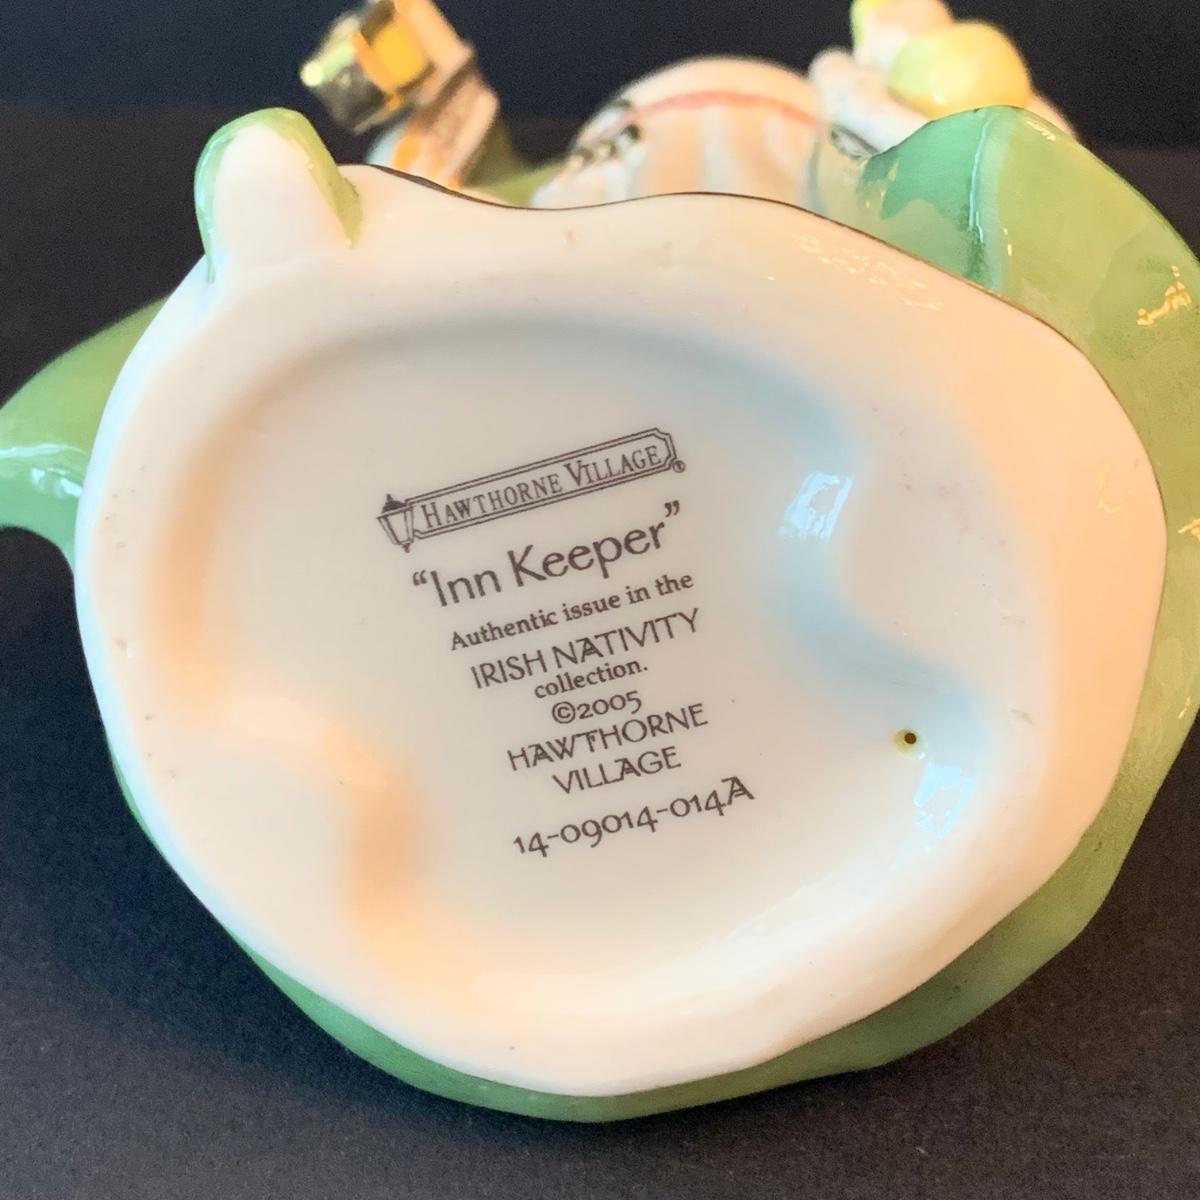 HAWTHORNE VILLAGE®
“Inn Keeper”
Authentic issue in the
IRISH NATIVITY
collection.
©2005
HAWTHORNE
VILLAGE
14-09014-014A